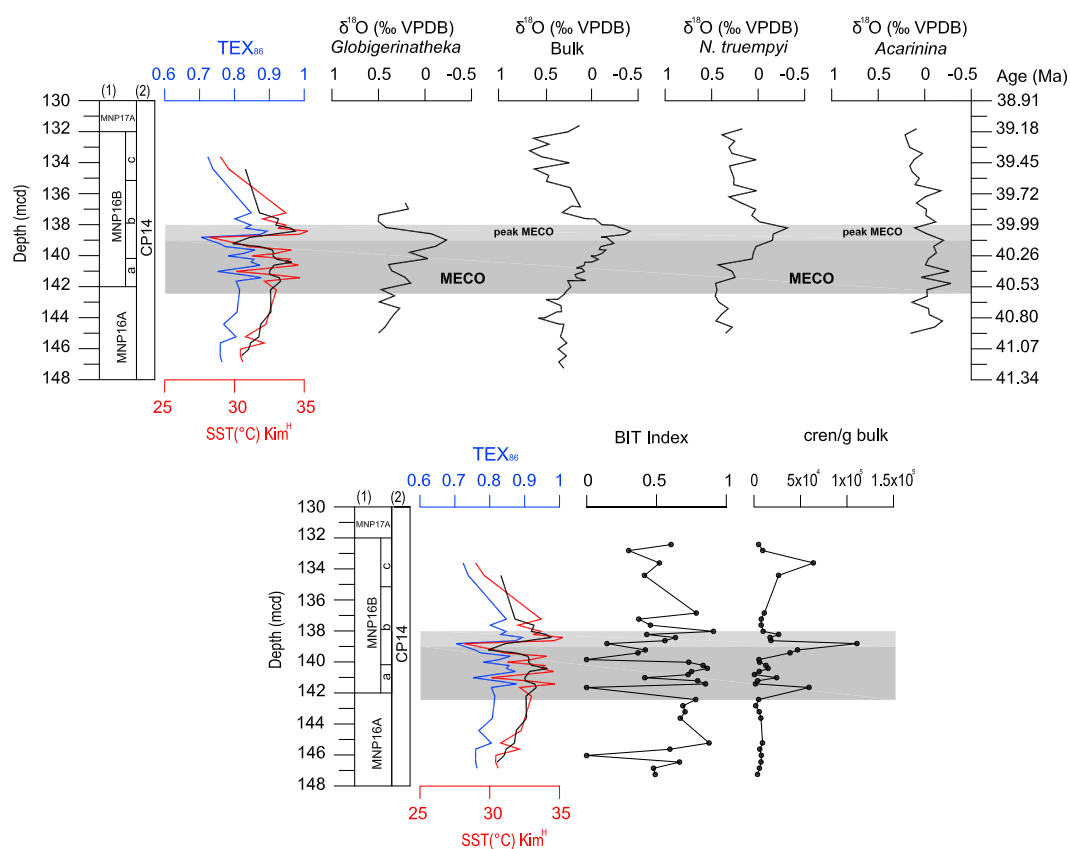 δ18O (‰ VPDB) δ18O (‰ VPDB) δ18O (‰ VPDB) δ18O (‰ VPDB)
TEX86 Globigerinatheka Bulk N. truempyi Acarinina
0.6 0.7 0.8 0.9 1 1 0.5 0 -0.5 1 0.5 0 -0.5 1 0.5 0 -0.5 1 0.5 0 -0.5 Age (Ma)
(1) (2)
130 38.91
MNP17A
132 39.18
134 c 39.45
136 39.72
138 b 39.99
peak MECO peak MECO
140 40.26
a MECO MECO
142 40.53
144 40.80
146 41.07
148 41.34
Depth (mcd)
MNP16B
MNP16A
CP14
25 30 35
SST(°C) KimH
BIT Index cren/g bulk
TEX86
0.6 0.7 0.8 0.9 1 0 0.5 1 0 5x10⁴ 1x10⁵ 1.5x10⁵
(1) (2)
130
MNP17A
132
134 c
136
138 b
140
a
142
144
146
148
Depth (mcd)
MNP16B
MNP16A
CP14
25 30 35
SST(°C) KimH